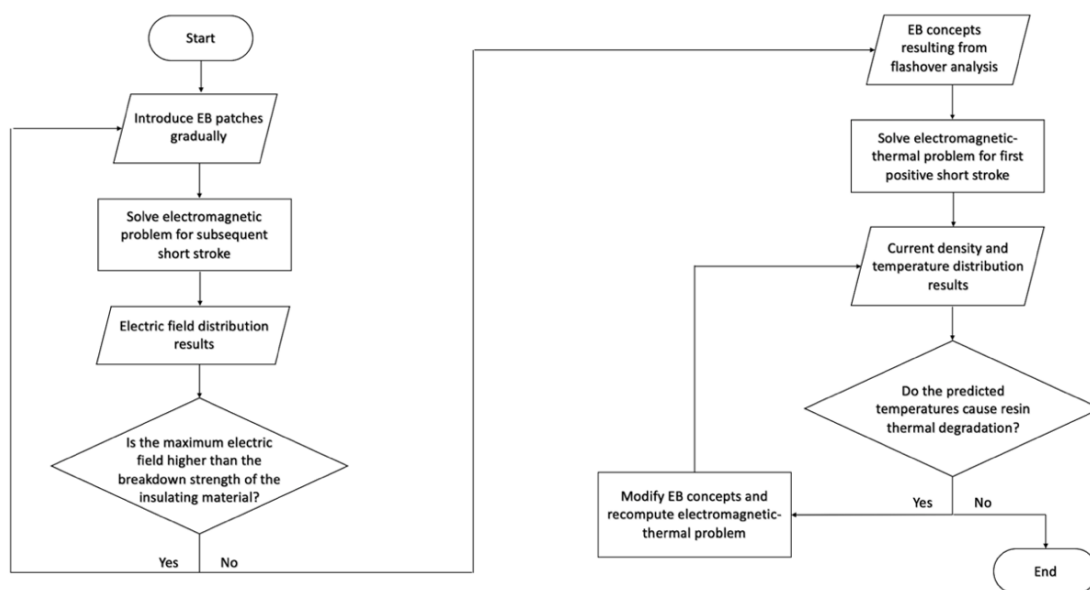 Start
Introduce EB patches
gradually
Solve electromagnetic
problem for subsequent
short stroke
Electric field distribution
results
Is the maximum electric
field higher than the
breakdown strength of the
insulating material?
Yes No
EB concepts
resulting from
flashover analysis
Solve electromagnetic-
thermal problem for first
positive short stroke
Current density and
temperature distribution
results
Do the predicted
temperatures cause resin
thermal degradation?
Yes No
Modify EB concepts and
recompute electromagnetic-
thermal problem
End